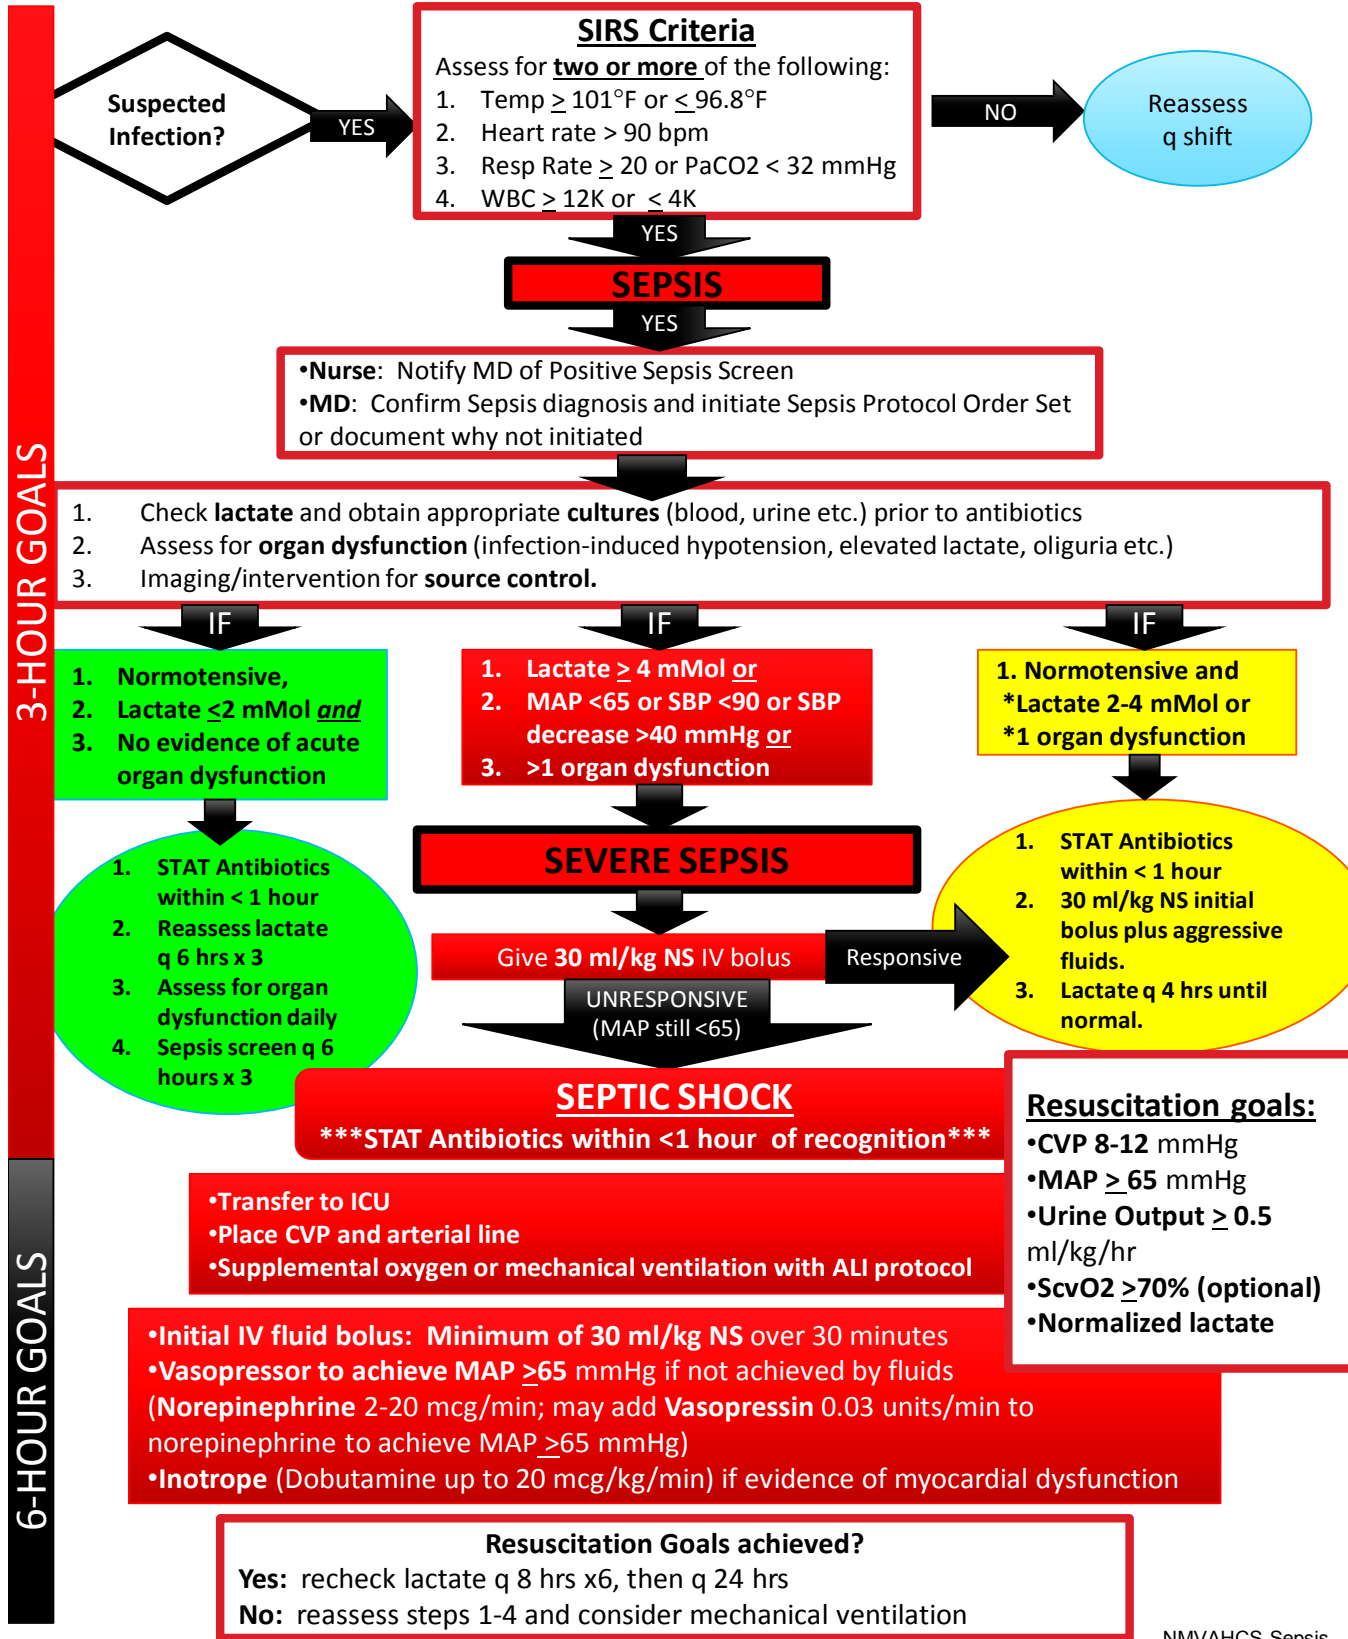 SIRS Criteria
Assess for two or more of the following:
1. Temp ≥ 101°F or ≤ 96.8°F
2. Heart rate > 90 bpm
3. Resp Rate ≥ 20 or PaCO2 < 32 mmHg
4. WBC ≥ 12K or ≤ 4K
Suspected
Infection?
YES
NO
Reassess
q shift
YES
SEPSIS
YES
•Nurse: Notify MD of Positive Sepsis Screen
•MD: Confirm Sepsis diagnosis and initiate Sepsis Protocol Order Set
or document why not initiated
3-HOUR GOALS
1. Check lactate and obtain appropriate cultures (blood, urine etc.) prior to antibiotics
2. Assess for organ dysfunction (infection-induced hypotension, elevated lactate, oliguria etc.)
3. Imaging/intervention for source control.
IF
IF
IF
1. Normotensive,
2. Lactate ≤2 mMol and
3. No evidence of acute
organ dysfunction
1. Lactate ≥ 4 mMol or
2. MAP <65 or SBP <90 or SBP
decrease >40 mmHg or
3. >1 organ dysfunction
1. Normotensive and
*Lactate 2-4 mMol or
*1 organ dysfunction
1. STAT Antibiotics
within < 1 hour
2. Reassess lactate
q 6 hrs x 3
3. Assess for organ
dysfunction daily
4. Sepsis screen q 6
hours x 3
SEVERE SEPSIS
Give 30 ml/kg NS IV bolus
Responsive
1. STAT Antibiotics
within < 1 hour
2. 30 ml/kg NS initial
bolus plus aggressive
fluids.
3. Lactate q 4 hrs until
normal.
UNRESPONSIVE
(MAP still <65)
SEPTIC SHOCK
***STAT Antibiotics within <1 hour of recognition***
Resuscitation goals:
•CVP 8-12 mmHg
•MAP ≥ 65 mmHg
•Urine Output ≥ 0.5
ml/kg/hr
•ScvO2 ≥70% (optional)
•Normalized lactate
6-HOUR GOALS
•Transfer to ICU
•Place CVP and arterial line
•Supplemental oxygen or mechanical ventilation with ALI protocol
•Initial IV fluid bolus: Minimum of 30 ml/kg NS over 30 minutes
•Vasopressor to achieve MAP ≥65 mmHg if not achieved by fluids
(Norepinephrine 2-20 mcg/min; may add Vasopressin 0.03 units/min to
norepinephrine to achieve MAP ≥65 mmHg)
•Inotrope (Dobutamine up to 20 mcg/kg/min) if evidence of myocardial dysfunction
Resuscitation Goals achieved?
Yes: recheck lactate q 8 hrs x6, then q 24 hrs
No: reassess steps 1-4 and consider mechanical ventilation
NMVAHCS Sepsis